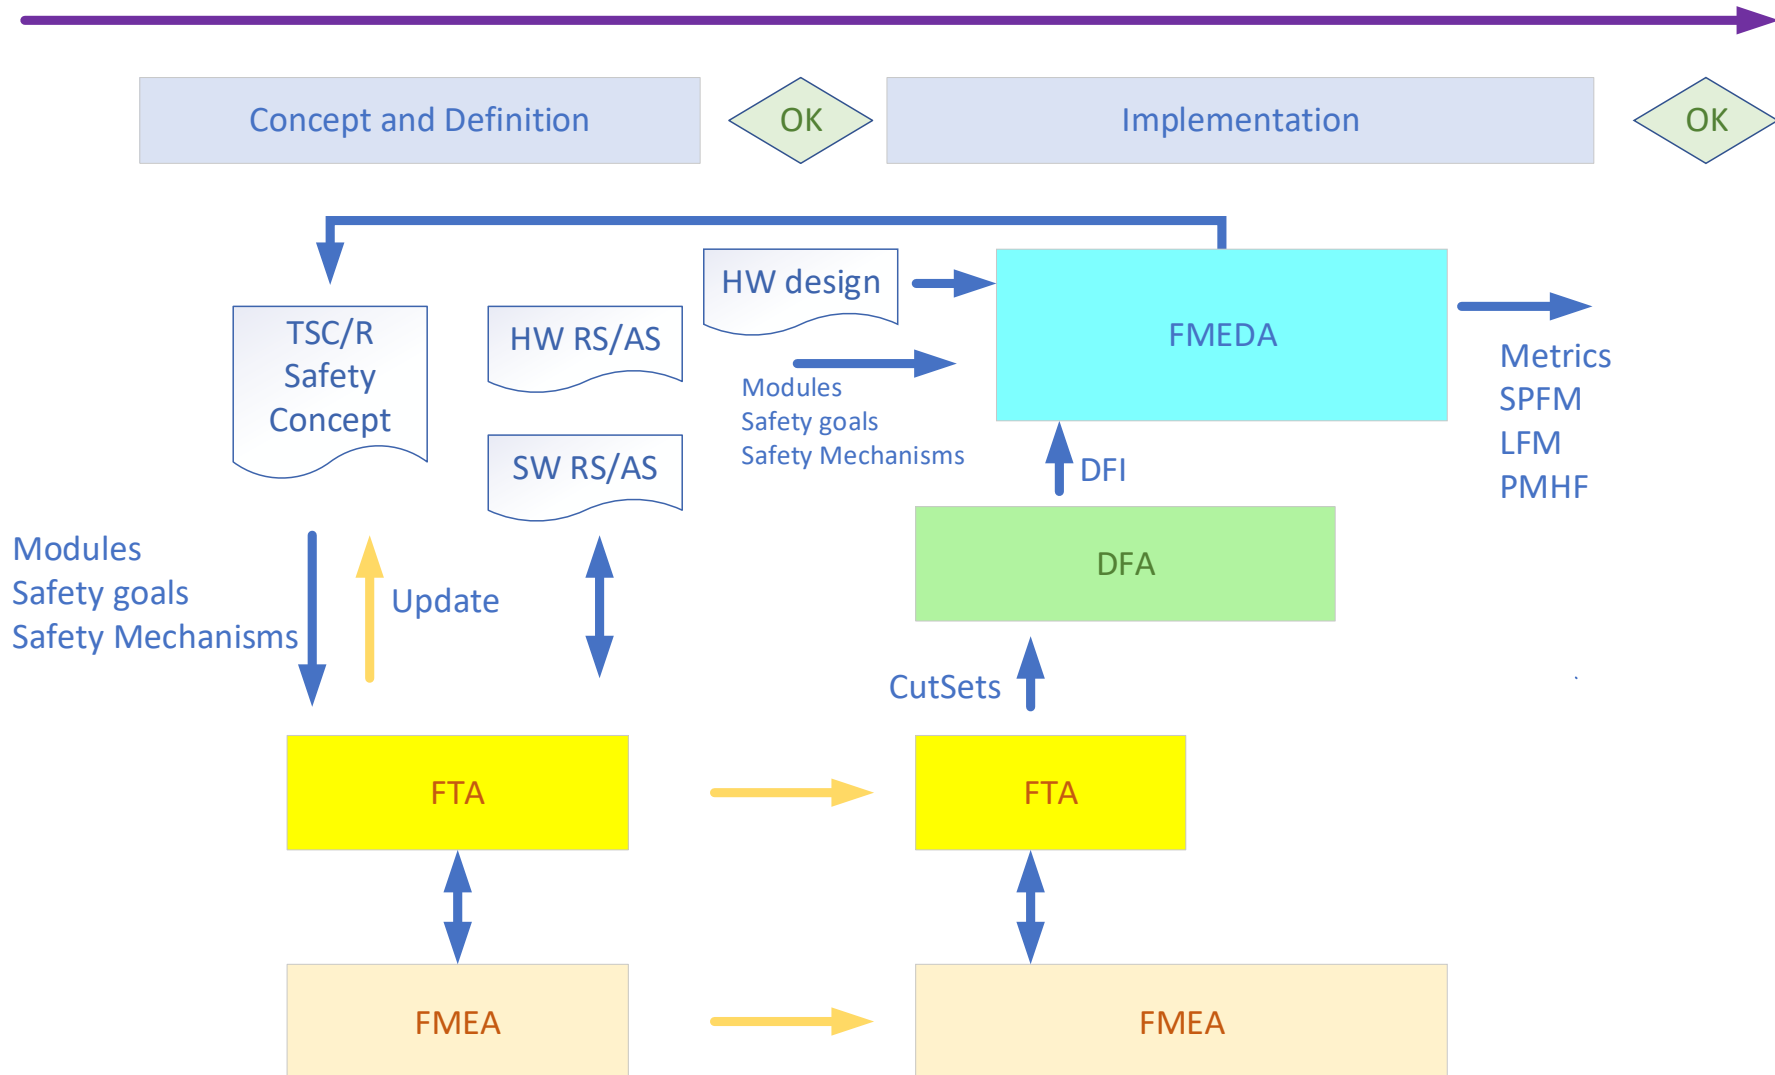 Concept and Definition
OK
Implementation
OK
TSC/R
Safety
Concept
HW RS/AS
SW RS/AS
HW design
Modules
Safety goals
Safety Mechanisms
FMEDA
Metrics
SPFM
LFM
PMHF
DFI
DFA
Modules
Safety goals
Safety Mechanisms
Update
CutSets
FTA
FTA
FMEA
FMEA